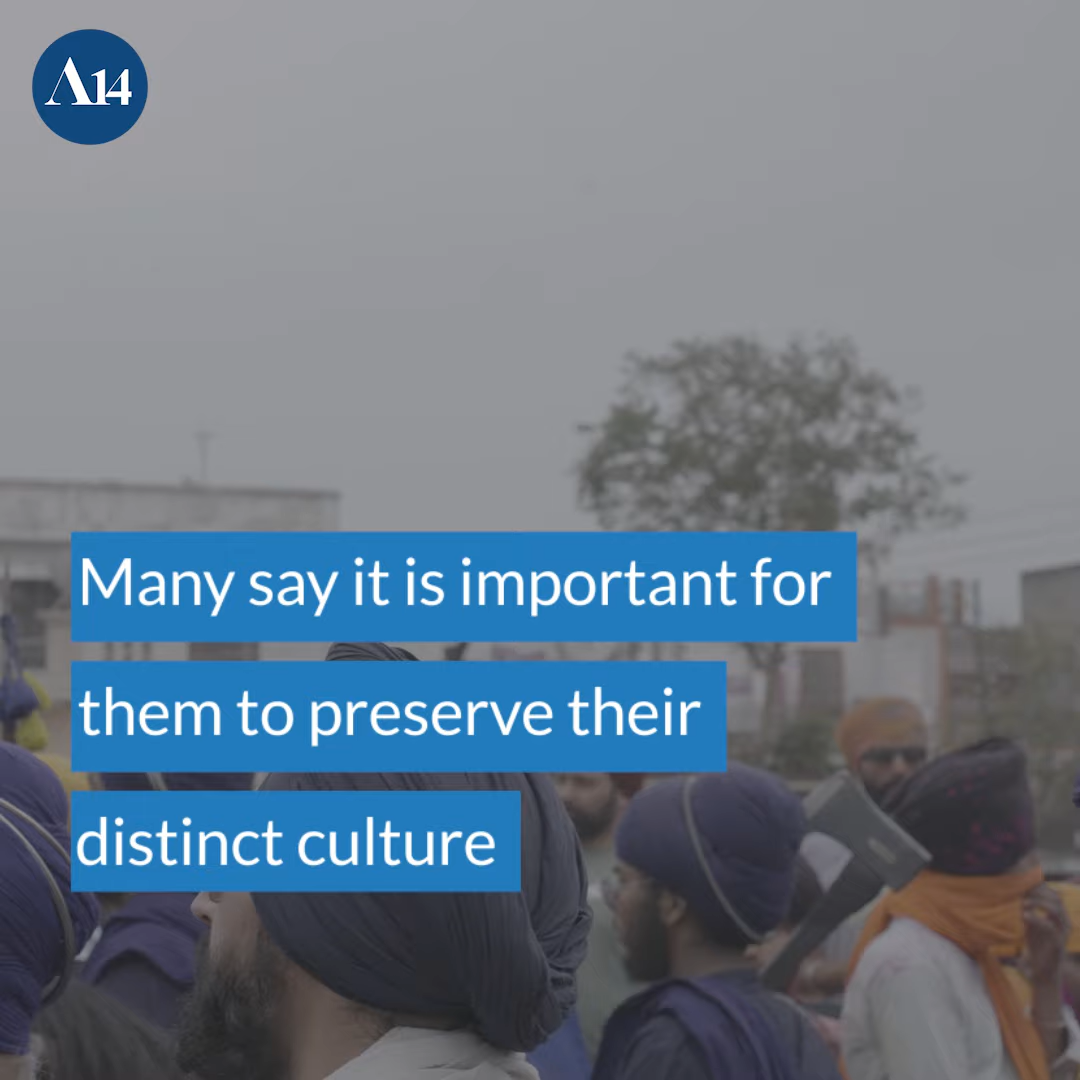 A14
Many say it is important for
them to preserve their
distinct culture